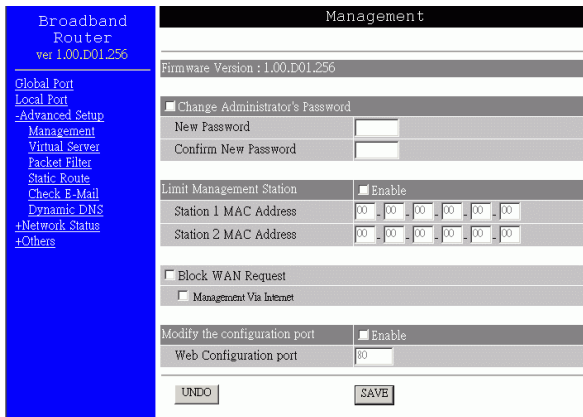 Broadband
Router
ver 1.00.D01.256
Global Port
Local Port
-Advanced Setup
Management
Virtual Server
Packet Filter
Static Route
Check E-Mail
Dynamic DNS
+Network Status
+Others
Management
Firmware Version : 1.00.D01.256
Change Administrator's Password
New Password
Confirm New Password
Limit Management Station Enable
Station 1 MAC Address 00 - 00 - 00 - 00 - 00 - 00
Station 2 MAC Address 00 - 00 - 00 - 00 - 00 - 00
Block WAN Request
Management Via Internet
Modify the configuration port Enable
Web Configuration port 80
UNDO SAVE